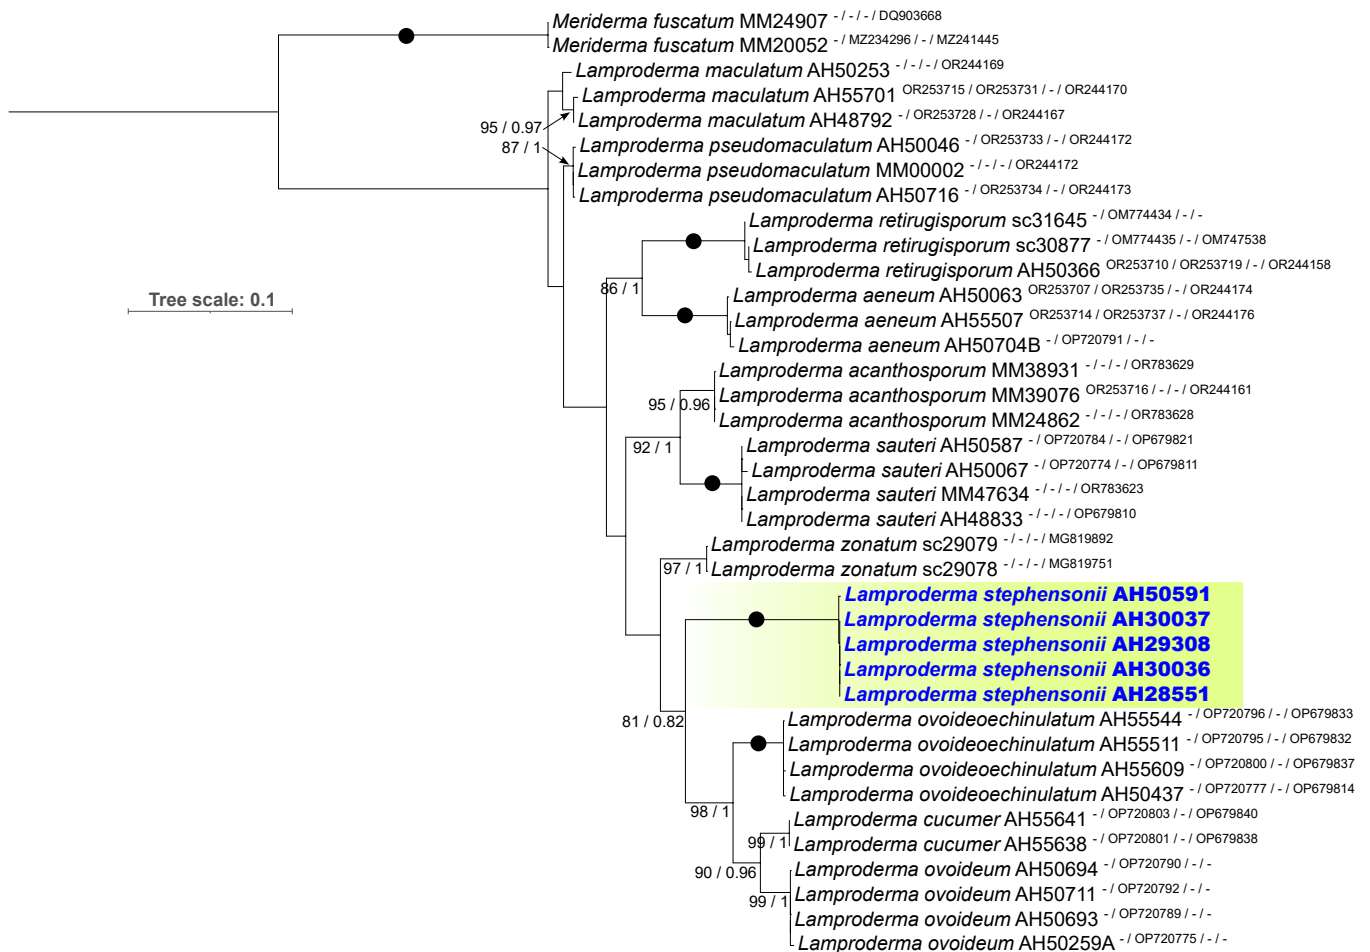 Meriderma fuscatum MM24907 - / - / - / DQ903668
Meriderma fuscatum MM20052 - / MZ234296 / - / MZ241445
Lamproderma maculatum AH50253 - / - / - / OR244169
Lamproderma maculatum AH55701 OR253715 / OR253731 / - / OR244170
95 / 0.97
Lamproderma maculatum AH48792 - / OR253728 / - / OR244167
87 / 1
Lamproderma pseudomaculatum AH50046 - / OR253733 / - / OR244172
Lamproderma pseudomaculatum MM00002 - / - / - / OR244172
Lamproderma pseudomaculatum AH50716 - / OR253734 / - / OR244173
Lamproderma retirugisporum sc31645 - / OM774434 / - / -
Lamproderma retirugisporum sc30877 - / OM774435 / - / OM747538
Lamproderma retirugisporum AH50366 OR253710 / OR253719 / - / OR244158
86 / 1
Tree scale: 0.1
Lamproderma aeneum AH50063 OR253707 / OR253735 / - / OR244174
Lamproderma aeneum AH55507 OR253714 / OR253737 / - / OR244176
Lamproderma aeneum AH50704B - / OP720791 / - / -
Lamproderma acanthosporum MM38931 - / - / - / OR783629
Lamproderma acanthosporum MM39076 OR253716 / - / - / OR244161
95 / 0.96
Lamproderma acanthosporum MM24862 - / - / - / OR783628
92 / 1
Lamproderma sauteri AH50587 - / OP720784 / - / OP679821
Lamproderma sauteri AH50067 - / OP720774 / - / OP679811
Lamproderma sauteri MM47634 - / - / - / OR783623
Lamproderma sauteri AH48833 - / - / - / OP679810
Lamproderma zonatum sc29079 - / - / - / MG819892
97 / 1
Lamproderma zonatum sc29078 - / - / - / MG819751
Lamproderma stephensonii AH50591
Lamproderma stephensonii AH30037
Lamproderma stephensonii AH29308
Lamproderma stephensonii AH30036
Lamproderma stephensonii AH28551
81 / 0.82
Lamproderma ovoideoechinulatum AH55544 - / OP720796 / - / OP679833
Lamproderma ovoideoechinulatum AH55511 - / OP720795 / - / OP679832
Lamproderma ovoideoechinulatum AH55609 - / OP720800 / - / OP679837
Lamproderma ovoideoechinulatum AH50437 - / OP720777 / - / OP679814
98 / 1
Lamproderma cucumer AH55641 - / OP720803 / - / OP679840
99 / 1
Lamproderma cucumer AH55638 - / OP720801 / - / OP679838
90 / 0.96
Lamproderma ovoideum AH50694 - / OP720790 / - / -
Lamproderma ovoideum AH50711 - / OP720792 / - / -
99 / 1
Lamproderma ovoideum AH50693 - / OP720789 / - / -
Lamproderma ovoideum AH50259A - / OP720775 / - / -